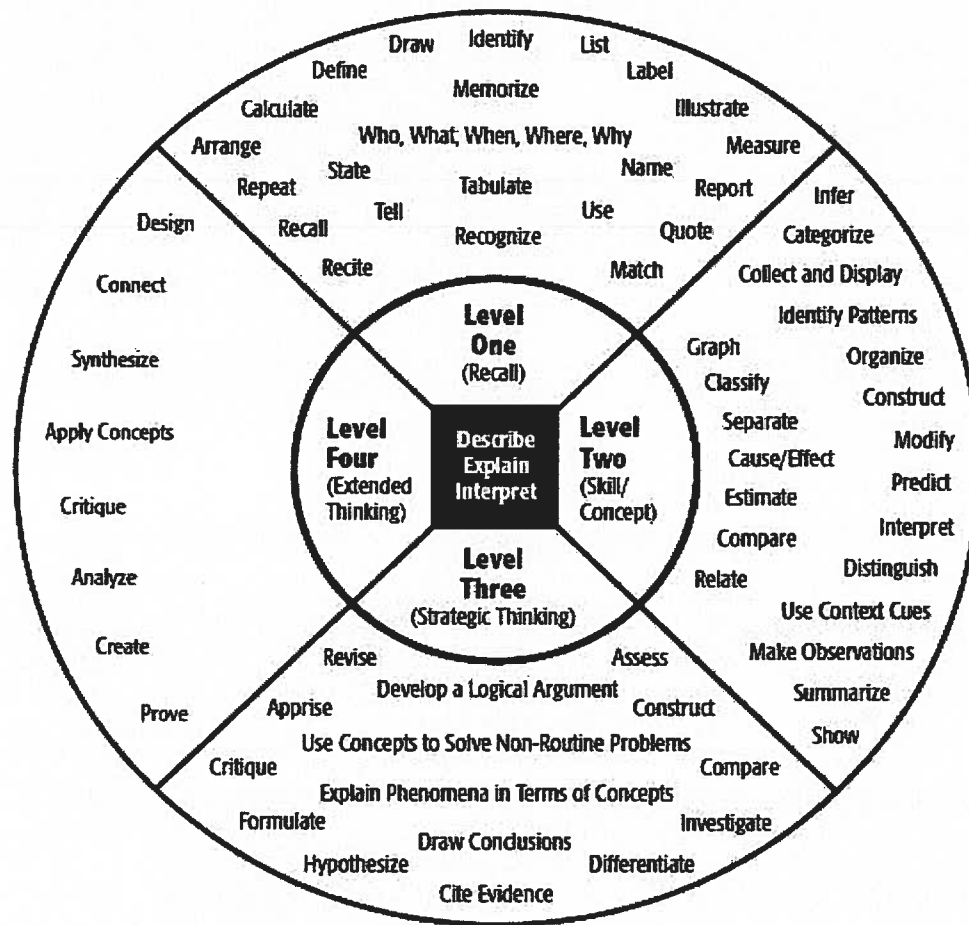 Draw
Identify
List
Define
Label
Memorize
Calculate
Illustrate
Who, What, When, Where, Why
Arrange
Measure
State
Name
Repeat
Tabulate
Report
Tell
Use
Recall
Recognize
Quote
Recite
Match
Infer
Categorize
Collect and Display
Identify Patterns
Graph
Organize
Classify
Construct
Separate
Modify
Cause/Effect
Predict
Estimate
Interpret
Compare
Distinguish
Relate
Use Context Cues
Make Observations
Summarize
Show
Revise
Assess
Develop a Logical Argument
Apprise
Construct
Use Concepts to Solve Non-Routine Problems
Critique
Compare
Explain Phenomena in Terms of Concepts
Formulate
Investigate
Draw Conclusions
Hypothesize
Differentiate
Cite Evidence
Design
Connect
Synthesize
Apply Concepts
Critique
Analyze
Create
Prove
Level
One
(Recall)
Level
Two
(Skill/
Concept)
Level
Three
(Strategic Thinking)
Level
Four
(Extended
Thinking)
Describe
Explain
Interpret